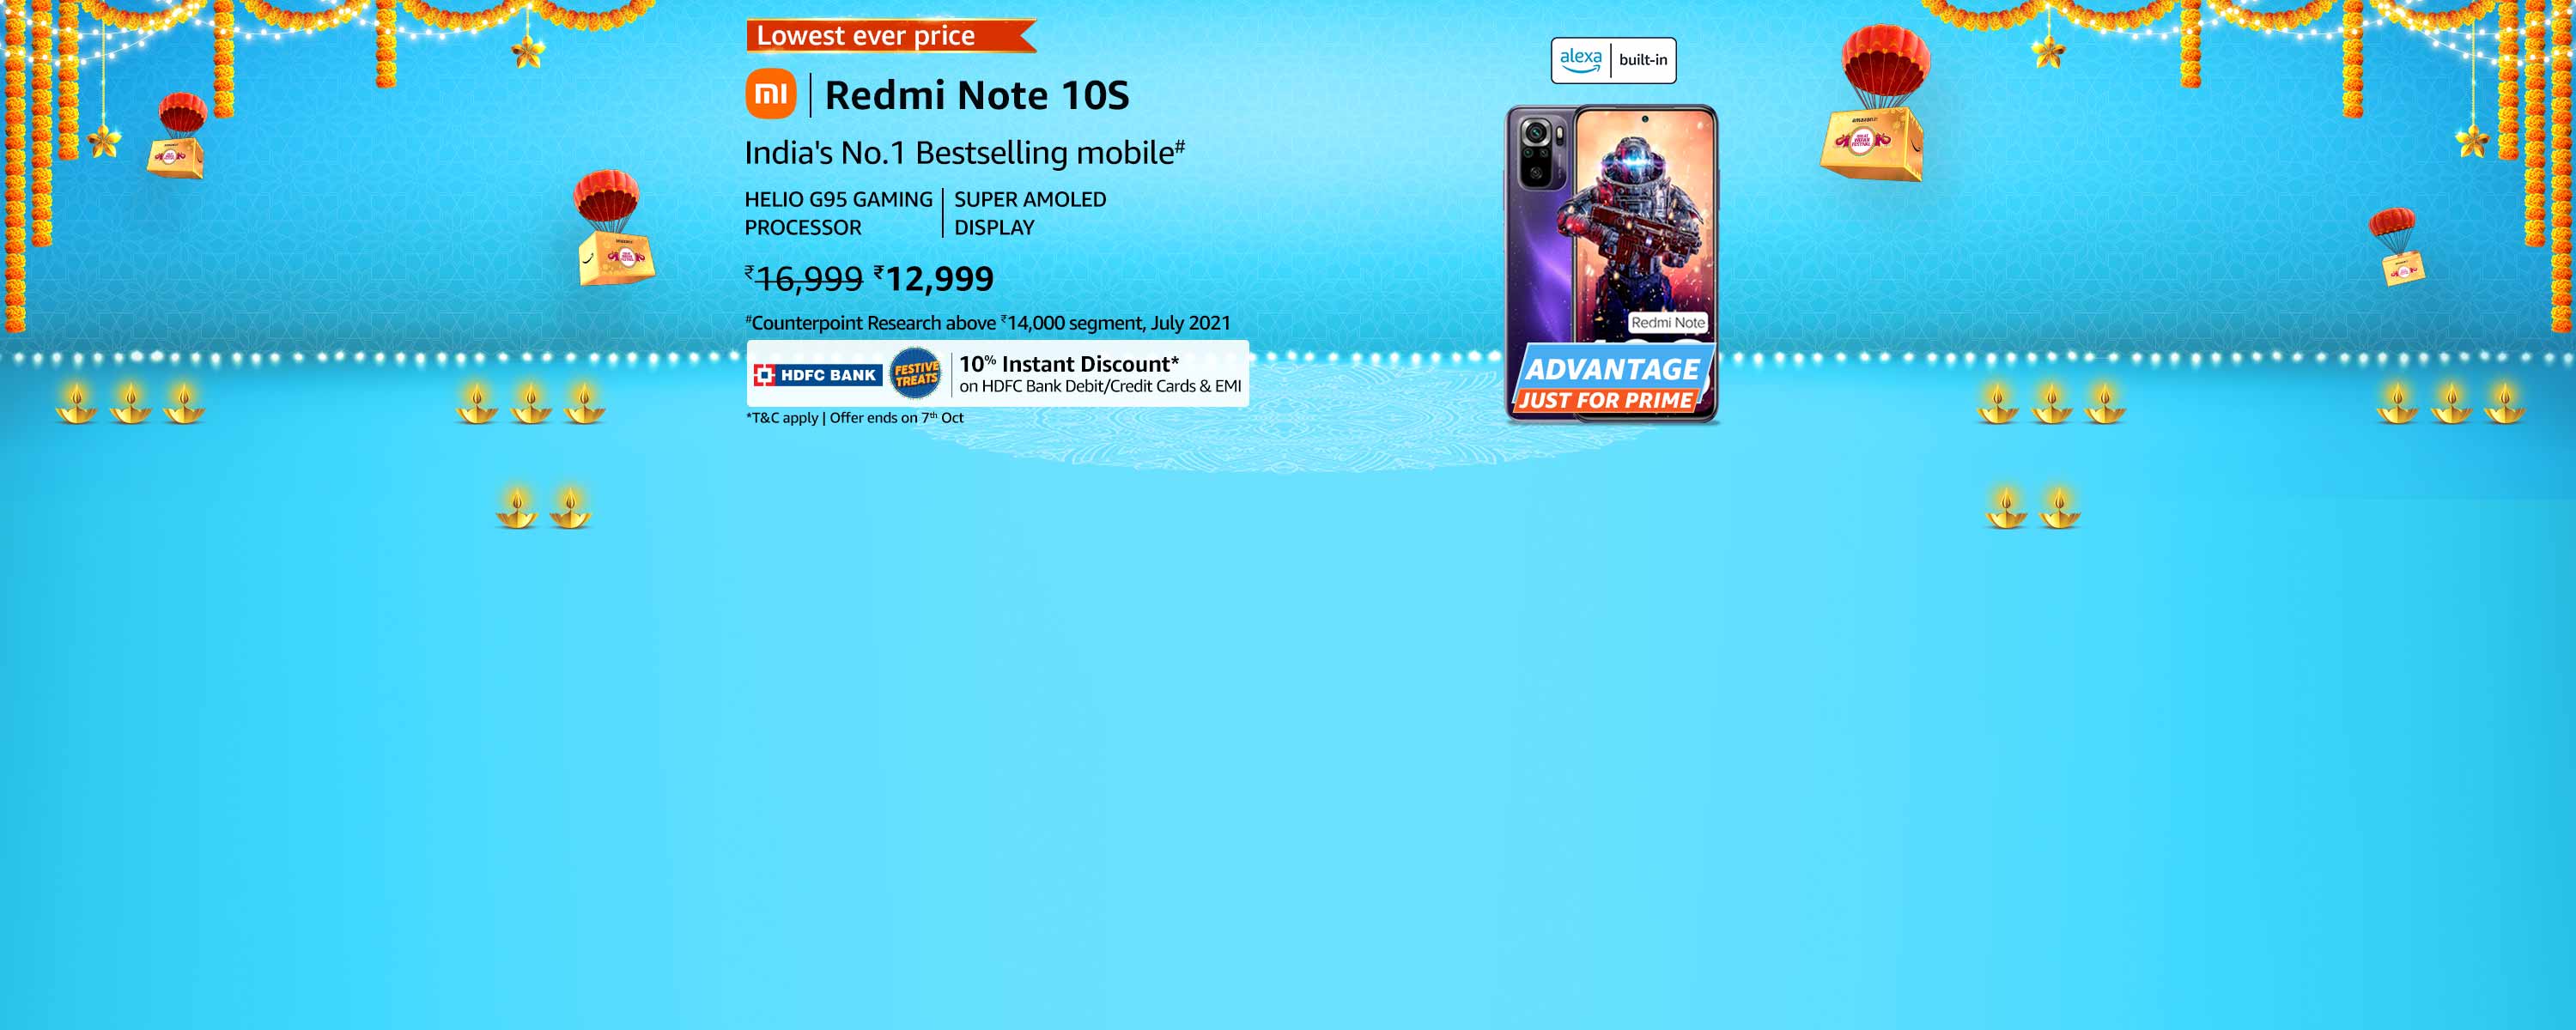 Lowest ever price
mi | Redmi Note 10S
India's No.1 Bestselling mobile#
HELIO G95 GAMING PROCESSOR
SUPER AMOLED DISPLAY
₹16,999 ₹12,999
#Counterpoint Research above ₹14,000 segment, July 2021
HDFC BANK
FESTIVE TREATS
10% Instant Discount*
on HDFC Bank Debit/Credit Cards & EMI
*T&C apply | Offer ends on 7th Oct
alexa | built-in
Redmi Note
ADVANTAGE
JUST FOR PRIME